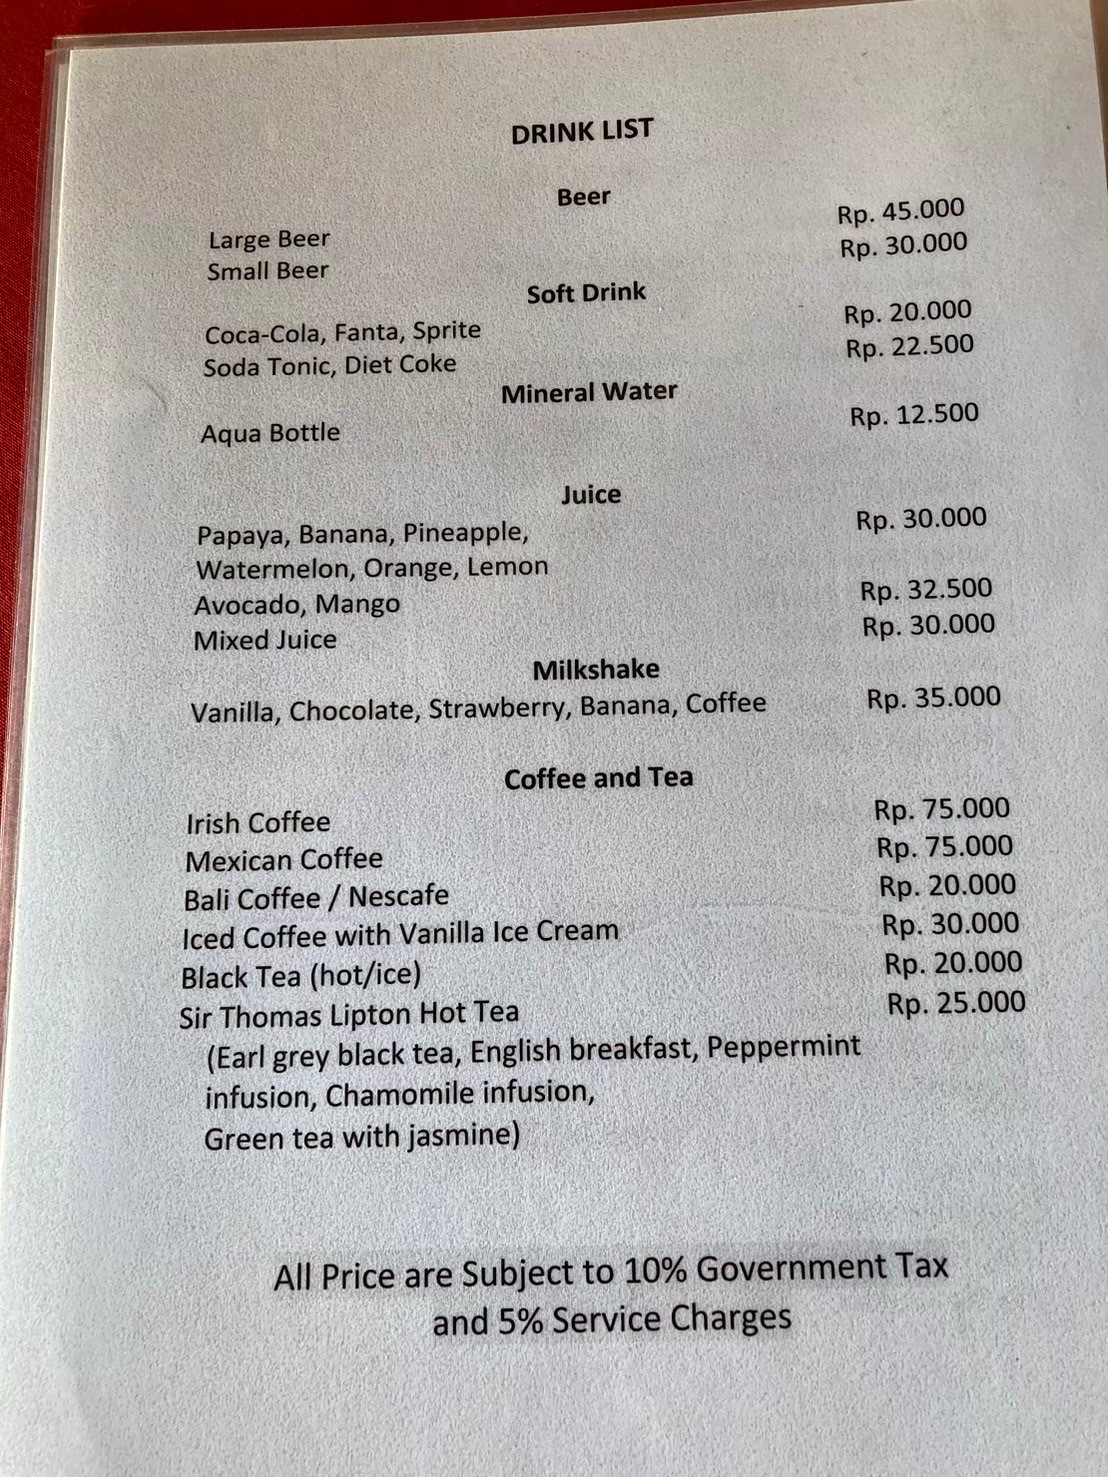 DRINK LIST
Beer
Large Beer Rp. 45.000
Small Beer Rp. 30.000
Soft Drink
Coca-Cola, Fanta, Sprite Rp. 20.000
Soda Tonic, Diet Coke Rp. 22.500
Mineral Water
Aqua Bottle Rp. 12.500
Juice
Papaya, Banana, Pineapple, Rp. 30.000
Watermelon, Orange, Lemon
Avocado, Mango Rp. 32.500
Mixed Juice Rp. 30.000
Milkshake
Vanilla, Chocolate, Strawberry, Banana, Coffee Rp. 35.000
Coffee and Tea
Irish Coffee Rp. 75.000
Mexican Coffee Rp. 75.000
Bali Coffee / Nescafe Rp. 20.000
Iced Coffee with Vanilla Ice Cream Rp. 30.000
Black Tea (hot/ice) Rp. 20.000
Sir Thomas Lipton Hot Tea Rp. 25.000
(Earl grey black tea, English breakfast, Peppermint
infusion, Chamomile infusion,
Green tea with jasmine)
All Price are Subject to 10% Government Tax
and 5% Service Charges